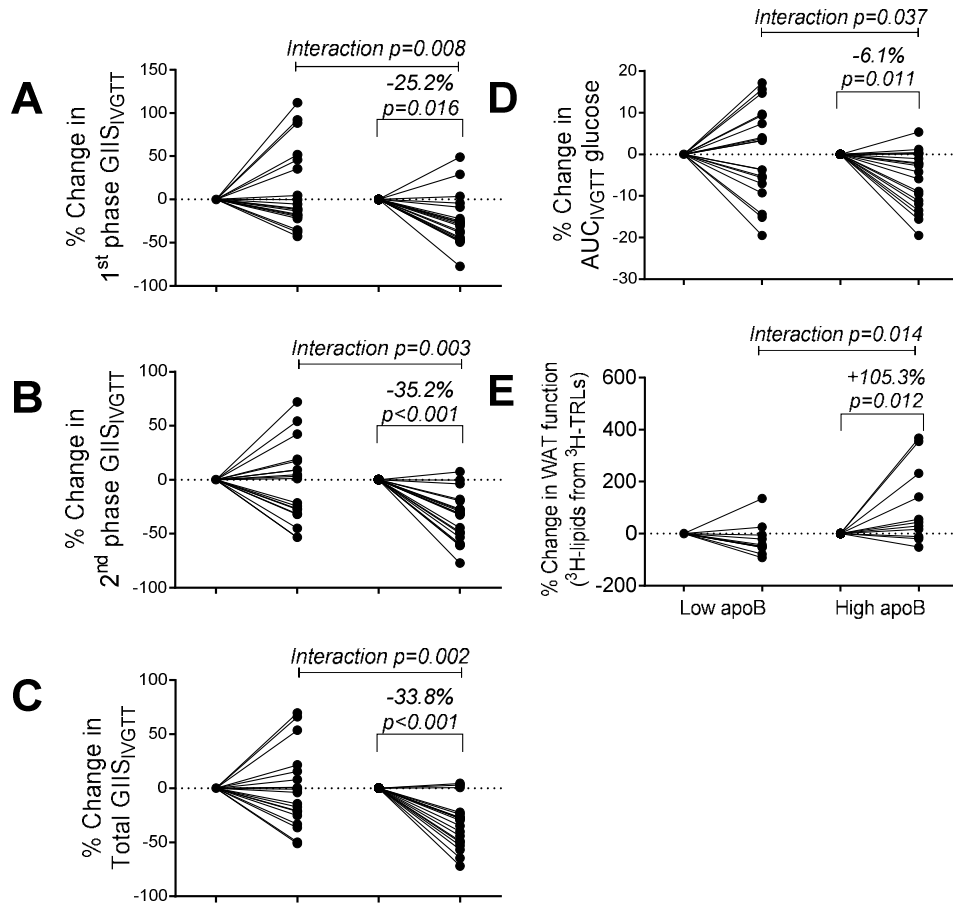 A
% Change in
1st phase GIISIVGTT
150
100
50
0
-50
-100
Interaction p=0.008
-25.2%
p=0.016
B
% Change in
2nd phase GIISIVGTT
100
50
0
-50
-100
Interaction p=0.003
-35.2%
p<0.001
C
% Change in
Total GIISIVGTT
100
50
0
-50
-100
Interaction p=0.002
-33.8%
p<0.001
D
% Change in
AUCIVGTT glucose
20
10
0
-10
-20
-30
Interaction p=0.037
-6.1%
p=0.011
E
% Change in WAT function
(3H-lipids from 3H-TRLs)
600
400
200
0
-200
Interaction p=0.014
+105.3%
p=0.012
Low apoB
High apoB